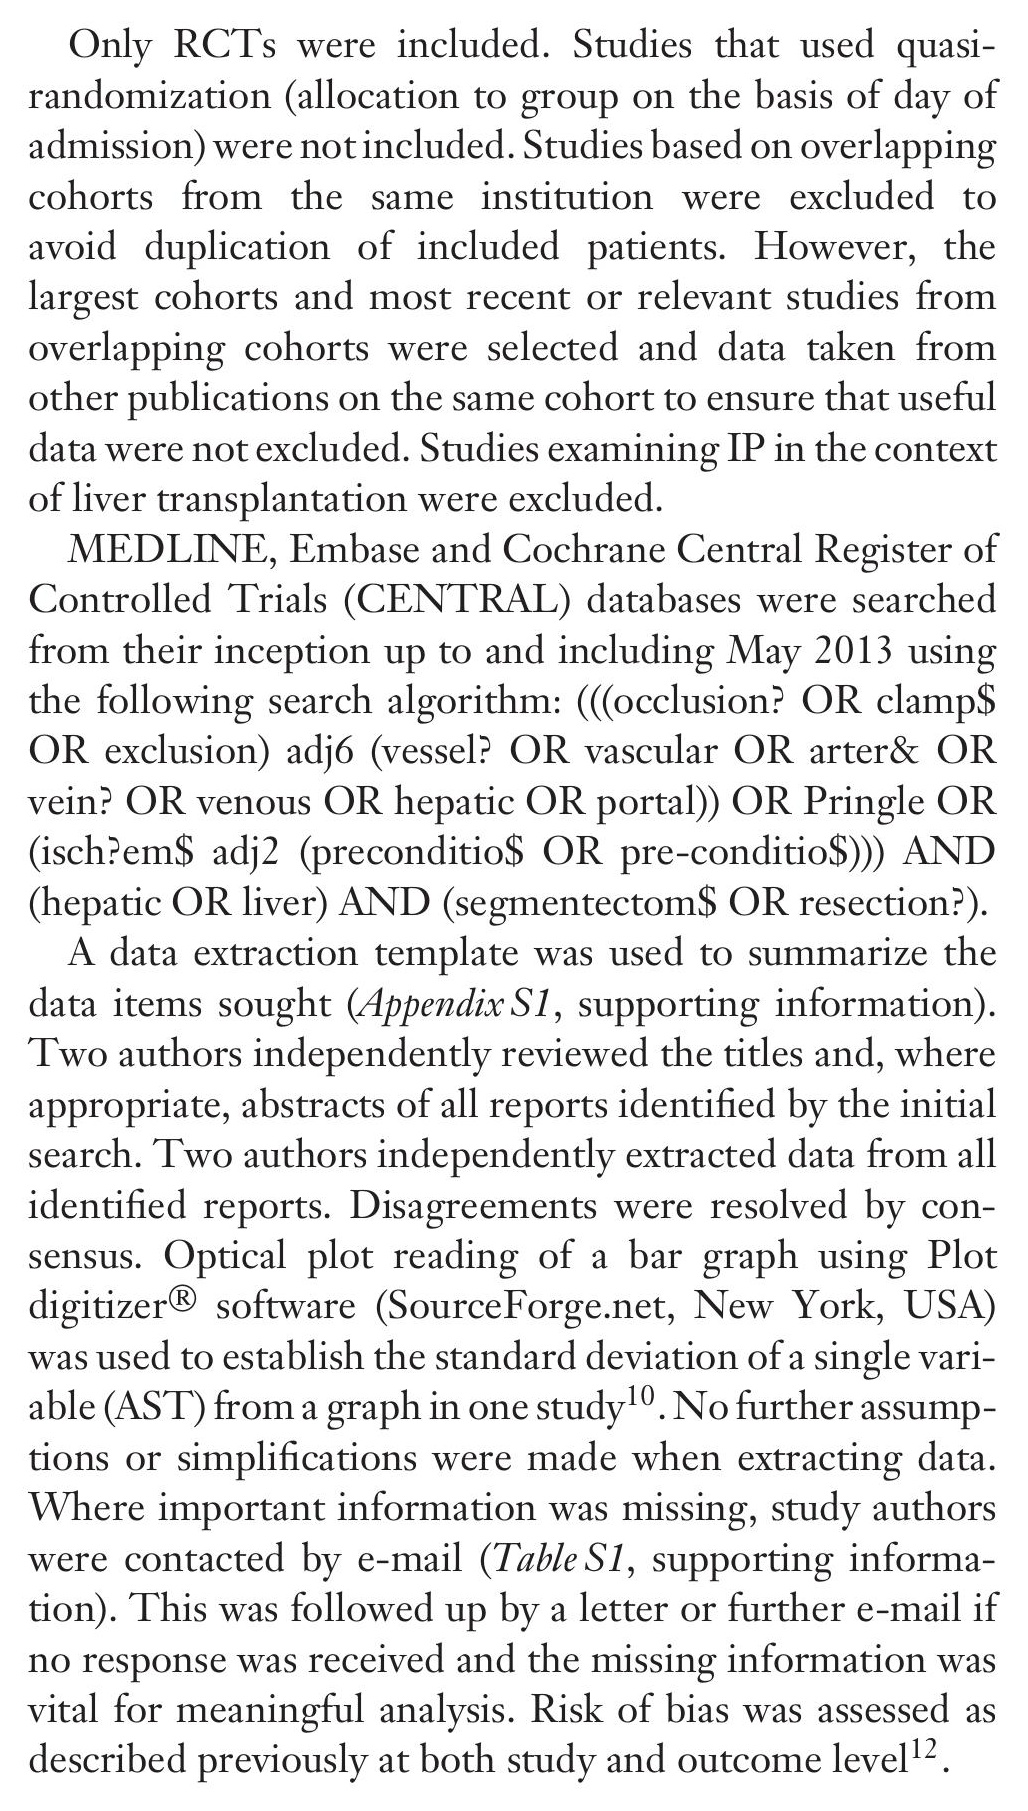 Only RCTs were included. Studies that used quasi-
randomization (allocation to group on the basis of day of
admission) were not included. Studies based on overlapping
cohorts from the same institution were excluded to
avoid duplication of included patients. However, the
largest cohorts and most recent or relevant studies from
overlapping cohorts were selected and data taken from
other publications on the same cohort to ensure that useful
data were not excluded. Studies examining IP in the context
of liver transplantation were excluded.
MEDLINE, Embase and Cochrane Central Register of
Controlled Trials (CENTRAL) databases were searched
from their inception up to and including May 2013 using
the following search algorithm: (((occlusion? OR clamp$
OR exclusion) adj6 (vessel? OR vascular OR arter& OR
vein? OR venous OR hepatic OR portal)) OR Pringle OR
(isch?em$ adj2 (preconditio$ OR pre-conditio$))) AND
(hepatic OR liver) AND (segmentectom$ OR resection?).
A data extraction template was used to summarize the
data items sought (Appendix S1, supporting information).
Two authors independently reviewed the titles and, where
appropriate, abstracts of all reports identified by the initial
search. Two authors independently extracted data from all
identified reports. Disagreements were resolved by con-
sensus. Optical plot reading of a bar graph using Plot
digitizer® software (SourceForge.net, New York, USA)
was used to establish the standard deviation of a single vari-
able (AST) from a graph in one study10. No further assump-
tions or simplifications were made when extracting data.
Where important information was missing, study authors
were contacted by e-mail (Table S1, supporting informa-
tion). This was followed up by a letter or further e-mail if
no response was received and the missing information was
vital for meaningful analysis. Risk of bias was assessed as
described previously at both study and outcome level12.